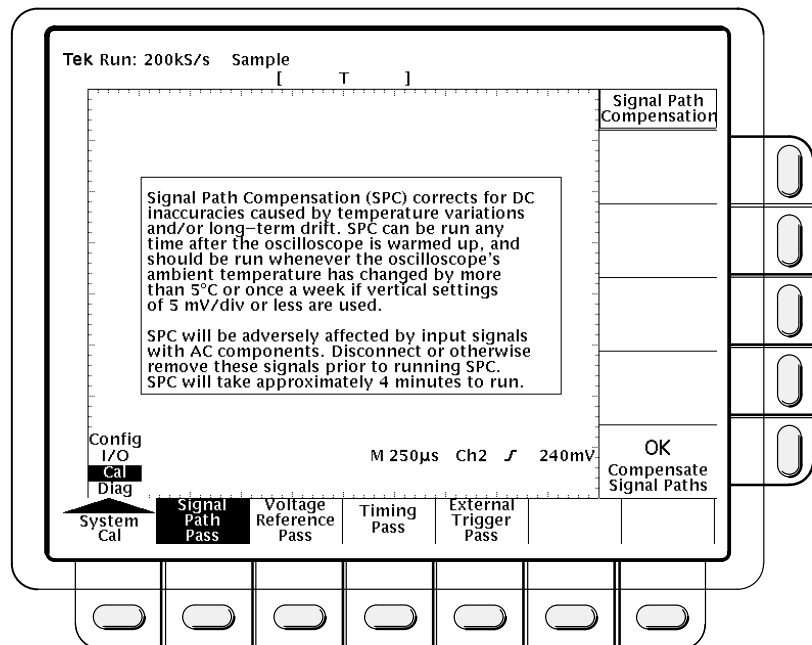 Tek Run: 200kS/s Sample
[ T ]
Signal Path
Compensation
Signal Path Compensation (SPC) corrects for DC
inaccuracies caused by temperature variations
and/or long-term drift. SPC can be run any
time after the oscilloscope is warmed up, and
should be run whenever the oscilloscope's
ambient temperature has changed by more
than 5°C or once a week if vertical settings
of 5 mV/div or less are used.
SPC will be adversely affected by input signals
with AC components. Disconnect or otherwise
remove these signals prior to running SPC.
SPC will take approximately 4 minutes to run.
Config
I/O
Cal
Diag
M 250µs Ch2 ƒ 240mV
OK
Compensate
Signal Paths
System
Cal
Signal
Path
Pass
Voltage
Reference
Pass
Timing
Pass
External
Trigger
Pass